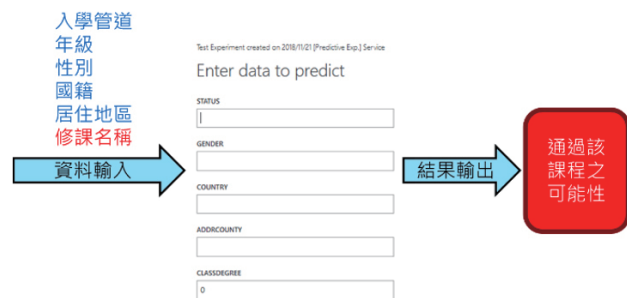 入學管道
年級
性別
國籍
居住地區
修課名稱
資料輸入
Test Experiment created on 2018/11/21 [Predictive Exp.] Service
Enter data to predict
STATUS
GENDER
COUNTRY
ADDRCOUNTY
CLASSDEGREE
0
結果輸出
通過該
課程之
可能性